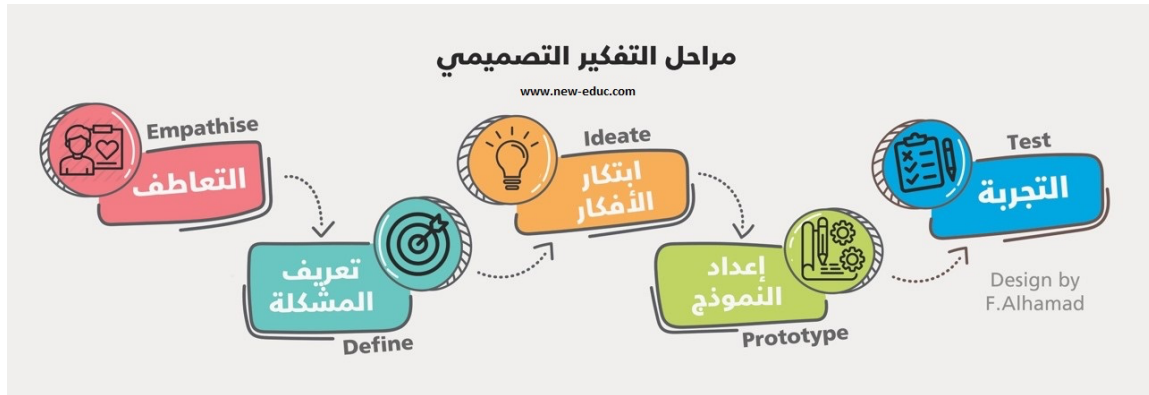 مراحل التفكير التصميمي
www.new-educ.com
Empathise
التعاطف
تعريف
المشكلة
Define
Ideate
ابتكار
الأفكار
إعداد
النموذج
Prototype
Test
التجربة
Design by
F.Alhamad